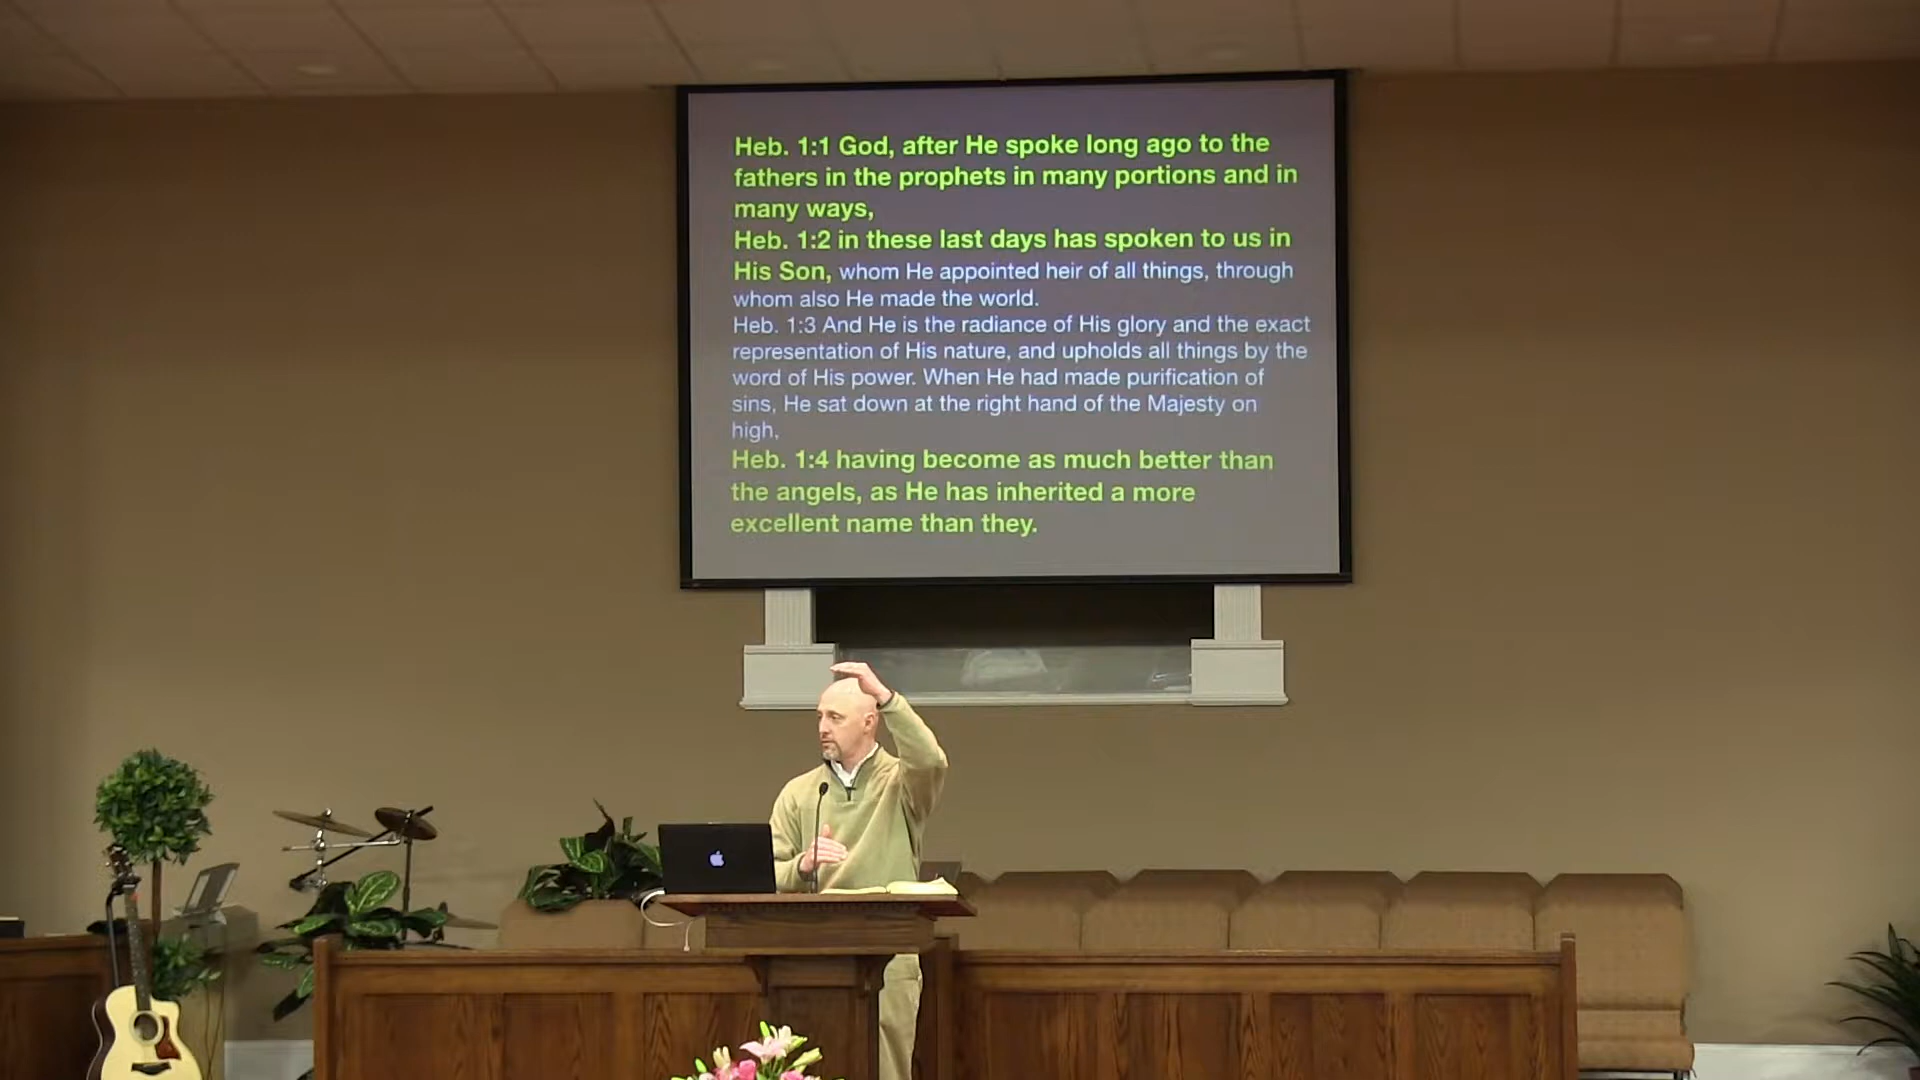 Heb. 1:1 God, after He spoke long ago to the
fathers in the prophets in many portions and in
many ways,
Heb. 1:2 in these last days has spoken to us in
His Son, whom He appointed heir of all things, through
whom also He made the world.
Heb. 1:3 And He is the radiance of His glory and the exact
representation of His nature, and upholds all things by the
word of His power. When He had made purification of
sins, He sat down at the right hand of the Majesty on
high,
Heb. 1:4 having become as much better than
the angels, as He has inherited a more
excellent name than they.